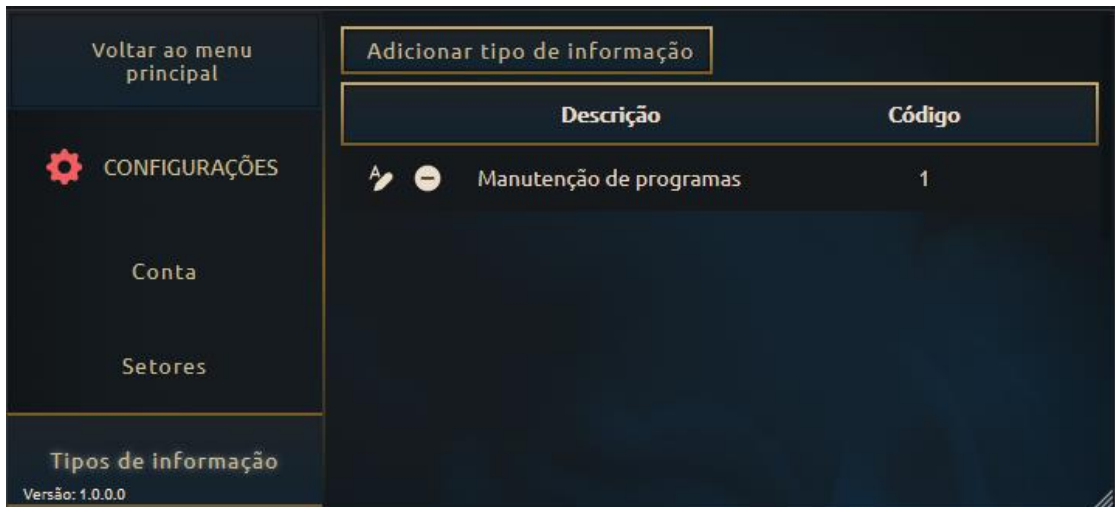 Voltar ao menu
principal
CONFIGURAÇÕES
Conta
Setores
Tipos de informação
Versão: 1.0.0.0
Adicionar tipo de informação
Descrição Código
Manutenção de programas 1